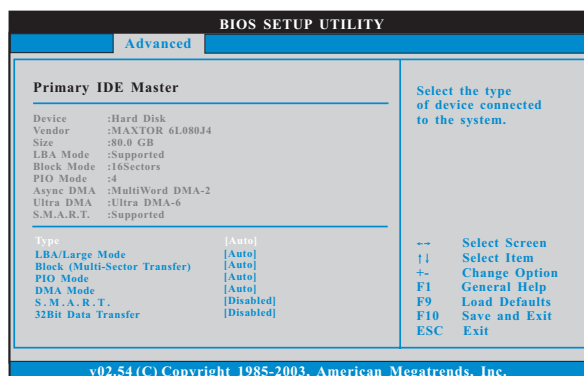 BIOS SETUP UTILITY
Advanced
Primary IDE Master
Device :Hard Disk
Vendor :MAXTOR 6L080J4
Size :80.0 GB
LBA Mode :Supported
Block Mode :16Sectors
PIO Mode :4
Async DMA :MultiWord DMA-2
Ultra DMA :Ultra DMA-6
S.M.A.R.T. :Supported
Type [Auto]
LBA/Large Mode [Auto]
Block (Multi-Sector Transfer) [Auto]
PIO Mode [Auto]
DMA Mode [Auto]
S.M.A.R.T. [Disabled]
32Bit Data Transfer [Disabled]
Select the type
of device connected
to the system.
←→ Select Screen
↑↓ Select Item
+- Change Option
F1 General Help
F9 Load Defaults
F10 Save and Exit
ESC Exit
v02.54 (C) Copyright 1985-2003, American Megatrends, Inc.